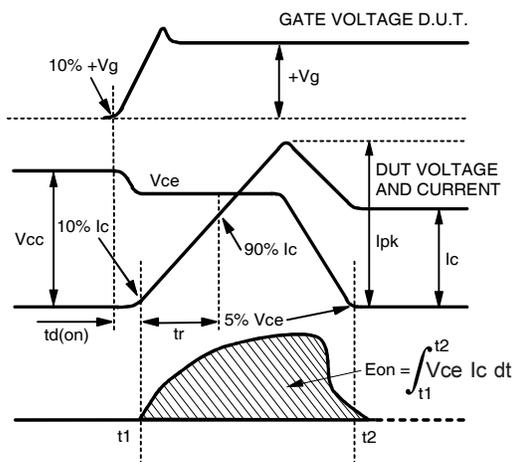 GATE VOLTAGE D.U.T.
10% +Vg
+Vg
Vce
DUT VOLTAGE
AND CURRENT
Vcc
10% Ic
90% Ic
Ipk
Ic
td(on)
tr
5% Vce
Eon = ∫ Vce Ic dt
t2
t1
t1
t2